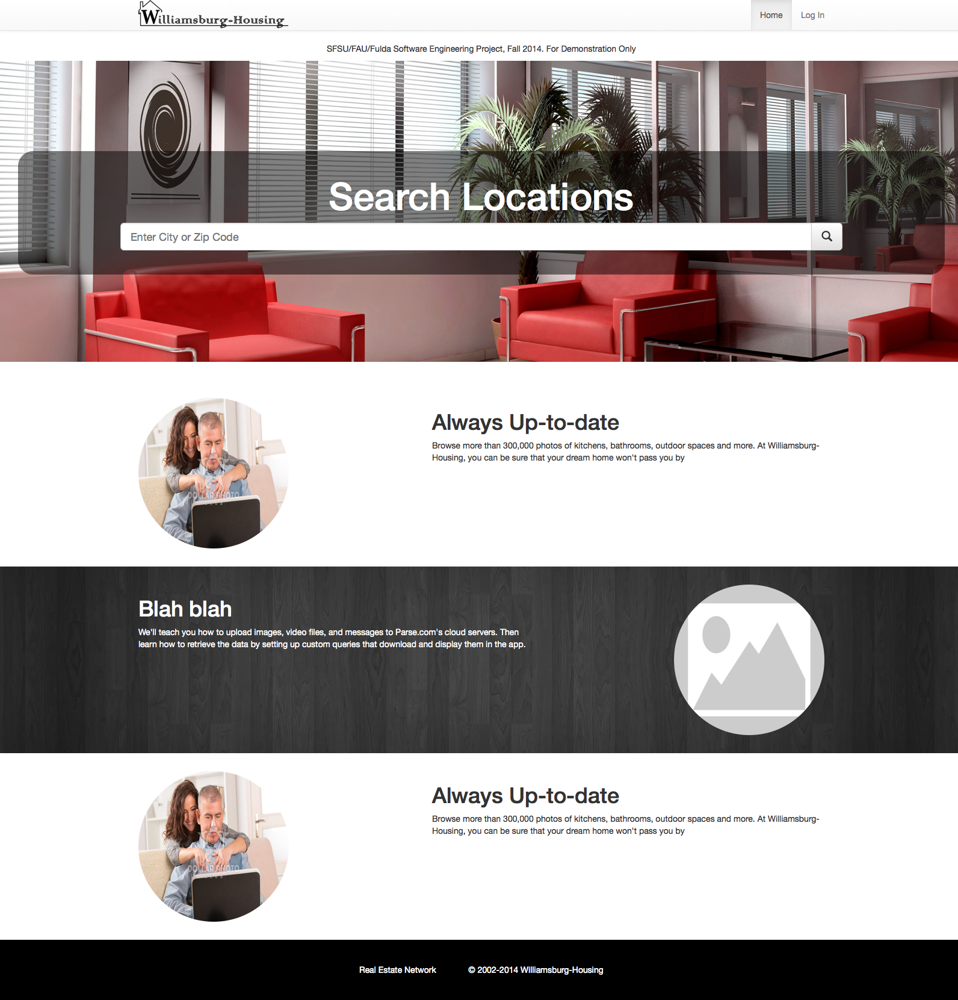 Williamsburg-Housing
Home
Log In
SFSU/FAU/Fulda Software Engineering Project, Fall 2014. For Demonstration Only
Search Locations
Enter City or Zip Code
Always Up-to-date
Browse more than 300,000 photos of kitchens, bathrooms, outdoor spaces and more. At Williamsburg-
Housing, you can be sure that your dream home won't pass you by
DOLLAR PHOTO
CLUB
Blah blah
We'll teach you how to upload images, video files, and messages to Parse.com's cloud servers. Then
learn how to retrieve the data by setting up custom queries that download and display them in the app.
Always Up-to-date
Browse more than 300,000 photos of kitchens, bathrooms, outdoor spaces and more. At Williamsburg-
Housing, you can be sure that your dream home won't pass you by
DOLLAR PHOTO
CLUB
Real Estate Network
© 2002-2014 Williamsburg-Housing